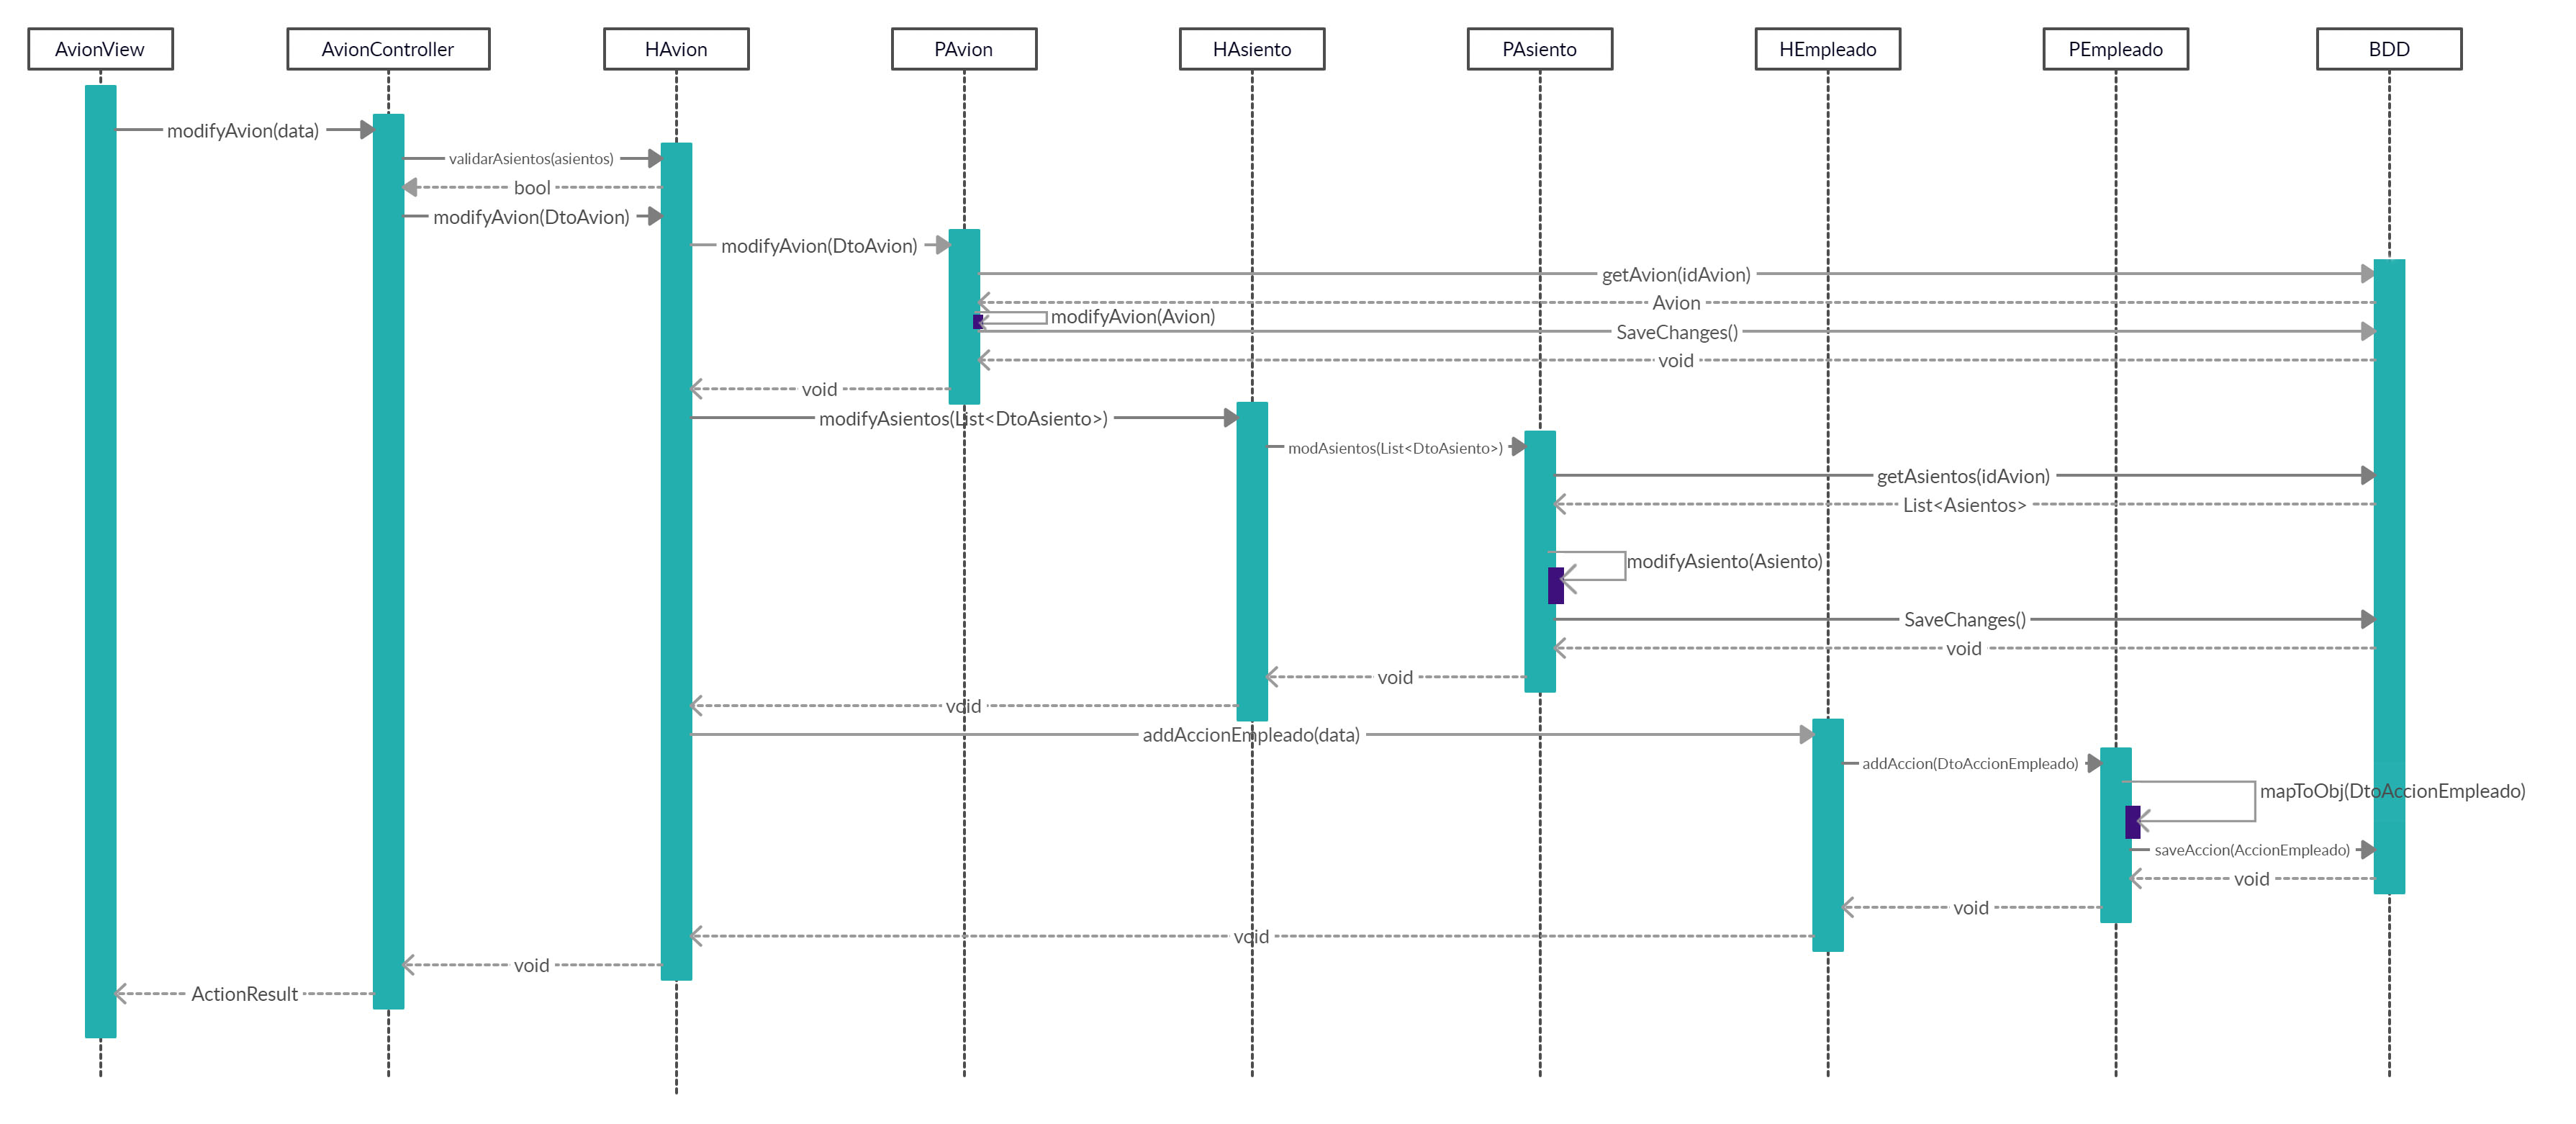 AvionView
AvionController
HAvion
PAvion
HAsiento
PAsiento
HEmpleado
PEmpleado
BDD
modifyAvion(data)
validarAsientos(asientos)
bool
modifyAvion(DtoAvion)
modifyAvion(DtoAvion)
getAvion(idAvion)
Avion
modifyAvion(Avion)
SaveChanges()
void
void
modifyAsientos(List<DtoAsiento>)
modAsientos(List<DtoAsiento>)
getAsientos(idAvion)
List<Asientos>
modifyAsiento(Asiento)
SaveChanges()
void
void
void
addAccionEmpleado(data)
addAccion(DtoAccionEmpleado)
mapToObj(DtoAccionEmpleado)
saveAccion(AccionEmpleado)
void
void
void
void
ActionResult